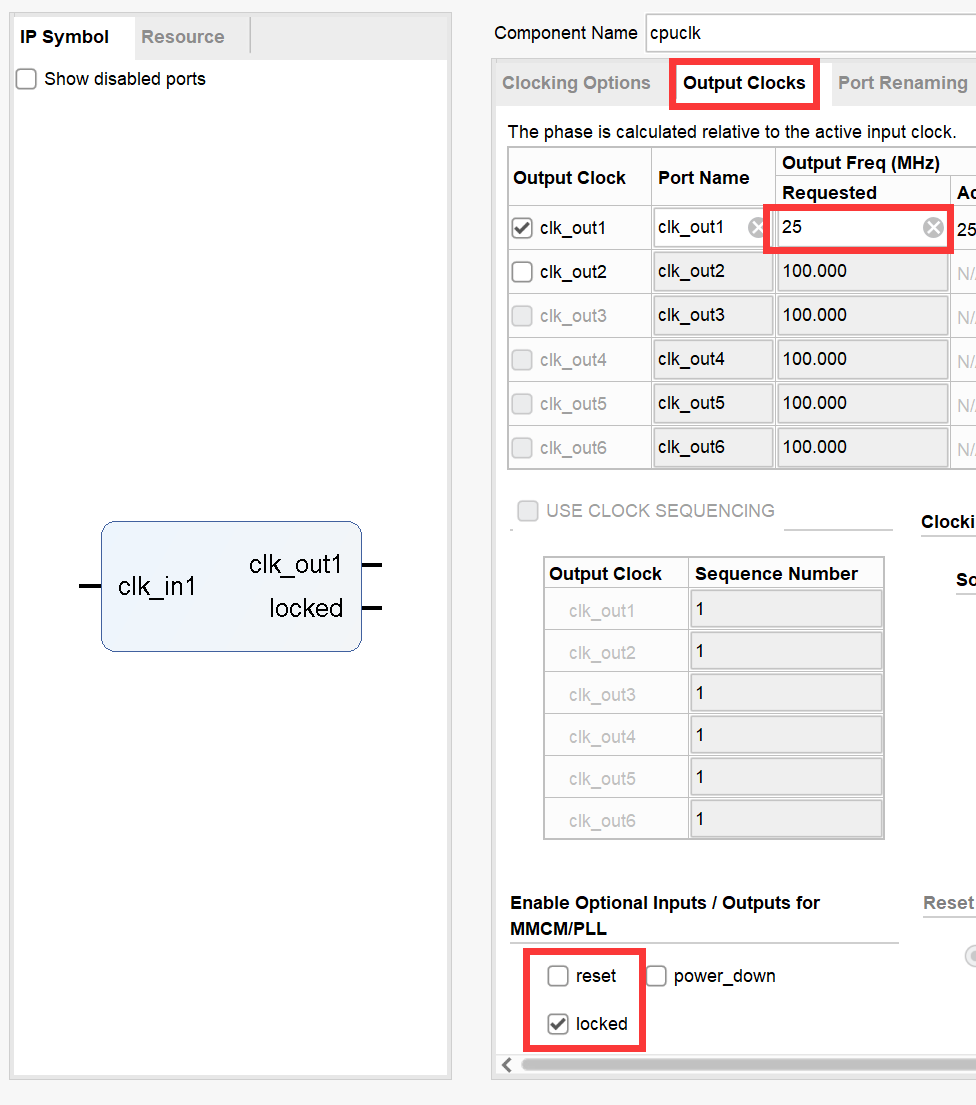 IP Symbol Resource
Show disabled ports
clk_in1
clk_out1
locked
Component Name cpuclk
Clocking Options Output Clocks Port Renaming
The phase is calculated relative to the active input clock.
Output Clock Port Name Output Freq (MHz)
Requested Ac
clk_out1 clk_out1 25 25
clk_out2 clk_out2 100.000 N/
clk_out3 clk_out3 100.000 N/
clk_out4 clk_out4 100.000 N/
clk_out5 clk_out5 100.000 N/
clk_out6 clk_out6 100.000 N/
USE CLOCK SEQUENCING
Clocki
Output Clock Sequence Number
So
clk_out1 1
clk_out2 1
clk_out3 1
clk_out4 1
clk_out5 1
clk_out6 1
Enable Optional Inputs / Outputs for
MMCM/PLL
Reset
reset power_down
locked